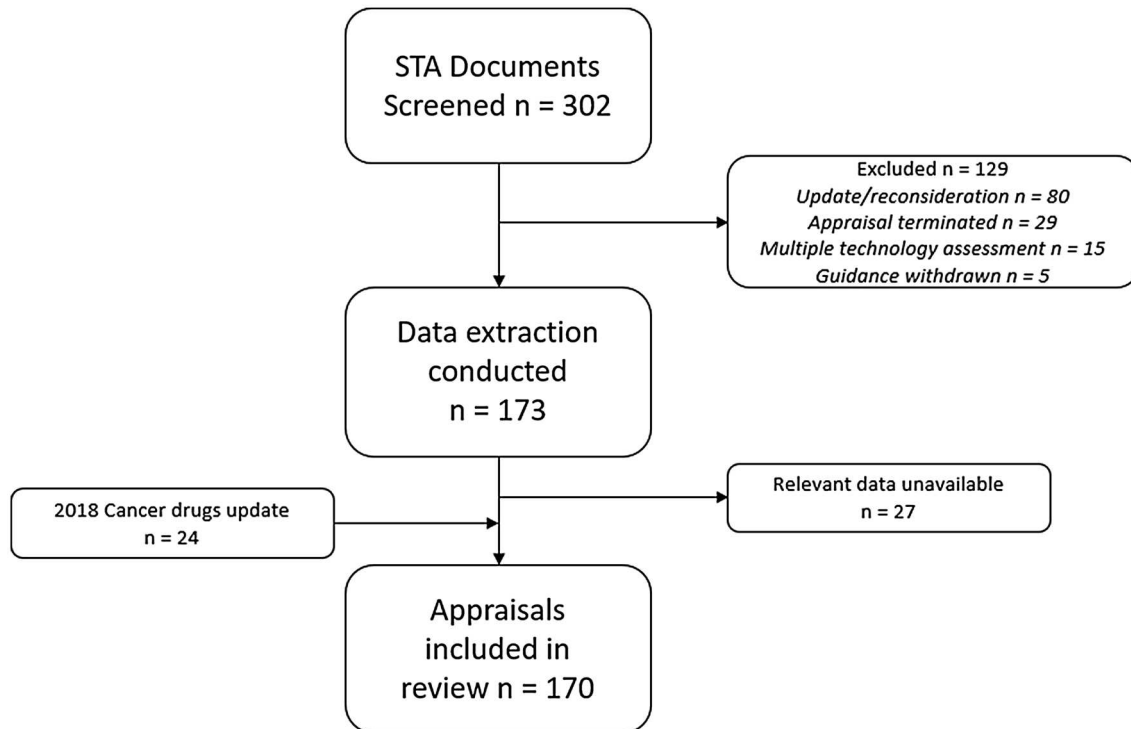 STA Documents
Screened n = 302
Excluded n = 129
Update/reconsideration n = 80
Appraisal terminated n = 29
Multiple technology assessment n = 15
Guidance withdrawn n = 5
Data extraction
conducted
n = 173
Relevant data unavailable
n = 27
2018 Cancer drugs update
n = 24
Appraisals
included in
review n = 170